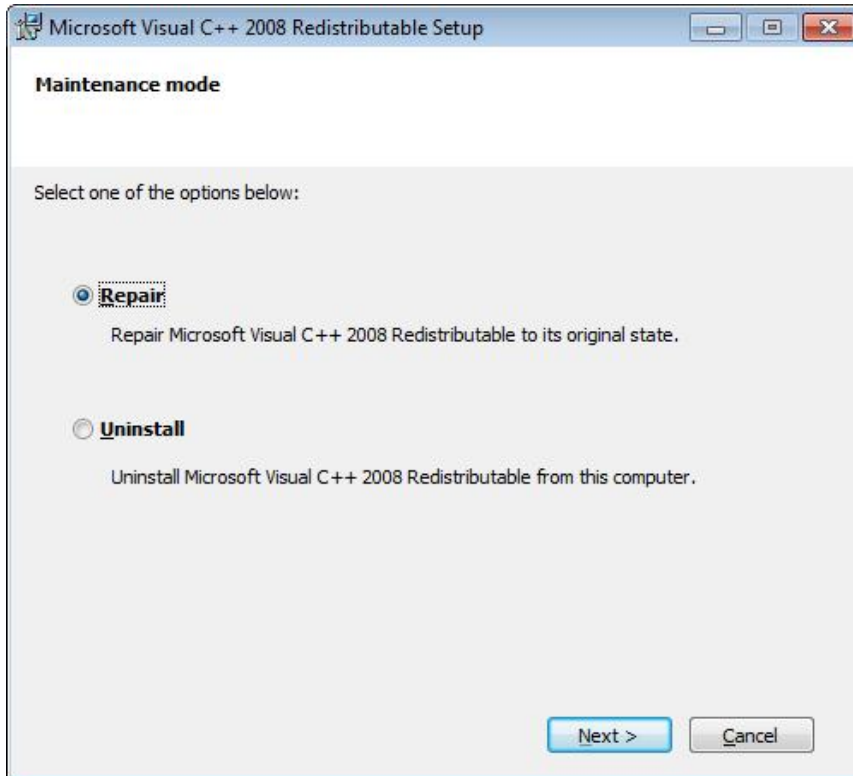 Microsoft Visual C++ 2008 Redistributable Setup
Maintenance mode
Select one of the options below:
Repair
Repair Microsoft Visual C++ 2008 Redistributable to its original state.
Uninstall
Uninstall Microsoft Visual C++ 2008 Redistributable from this computer.
Next > Cancel